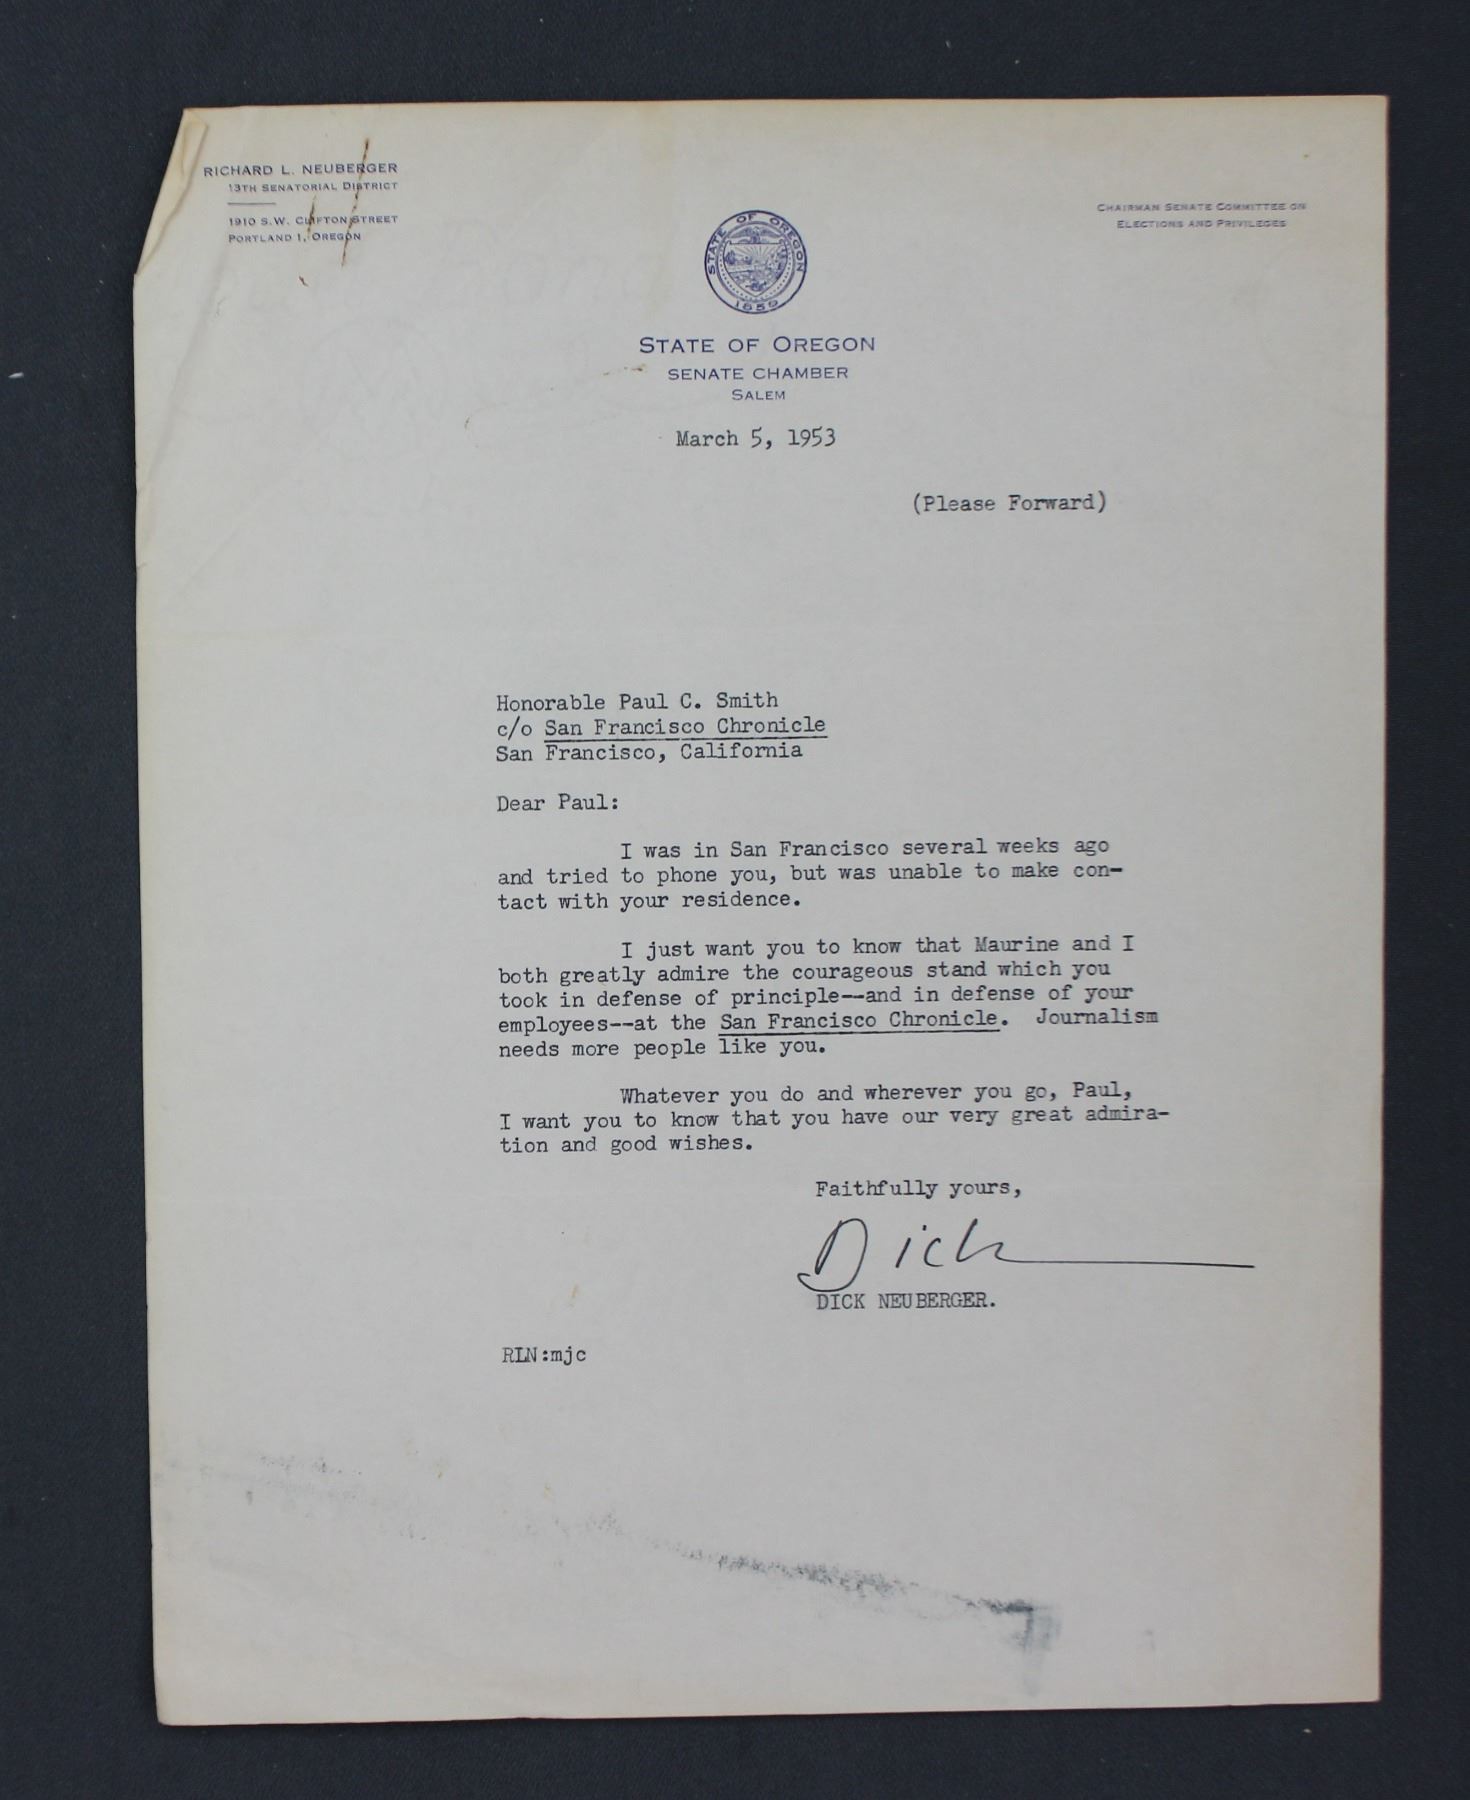 RICHARD L. NEUBERGER
13TH SENATORIAL DISTRICT
1910 S.W. CLIFTON STREET
PORTLAND 1, OREGON
CHAIRMAN SENATE COMMITTEE ON
ELECTIONS AND PRIVILEGES
STATE OF OREGON
1859
STATE OF OREGON
SENATE CHAMBER
SALEM
March 5, 1953
(Please Forward)
Honorable Paul C. Smith
c/o San Francisco Chronicle
San Francisco, California
Dear Paul:
I was in San Francisco several weeks ago
and tried to phone you, but was unable to make con-
tact with your residence.
I just want you to know that Maurine and I
both greatly admire the courageous stand which you
took in defense of principle--and in defense of your
employees--at the San Francisco Chronicle. Journalism
needs more people like you.
Whatever you do and wherever you go, Paul,
I want you to know that you have our very great admira-
tion and good wishes.
Faithfully yours,
Dick
DICK NEUBERGER.
RLN:mjc